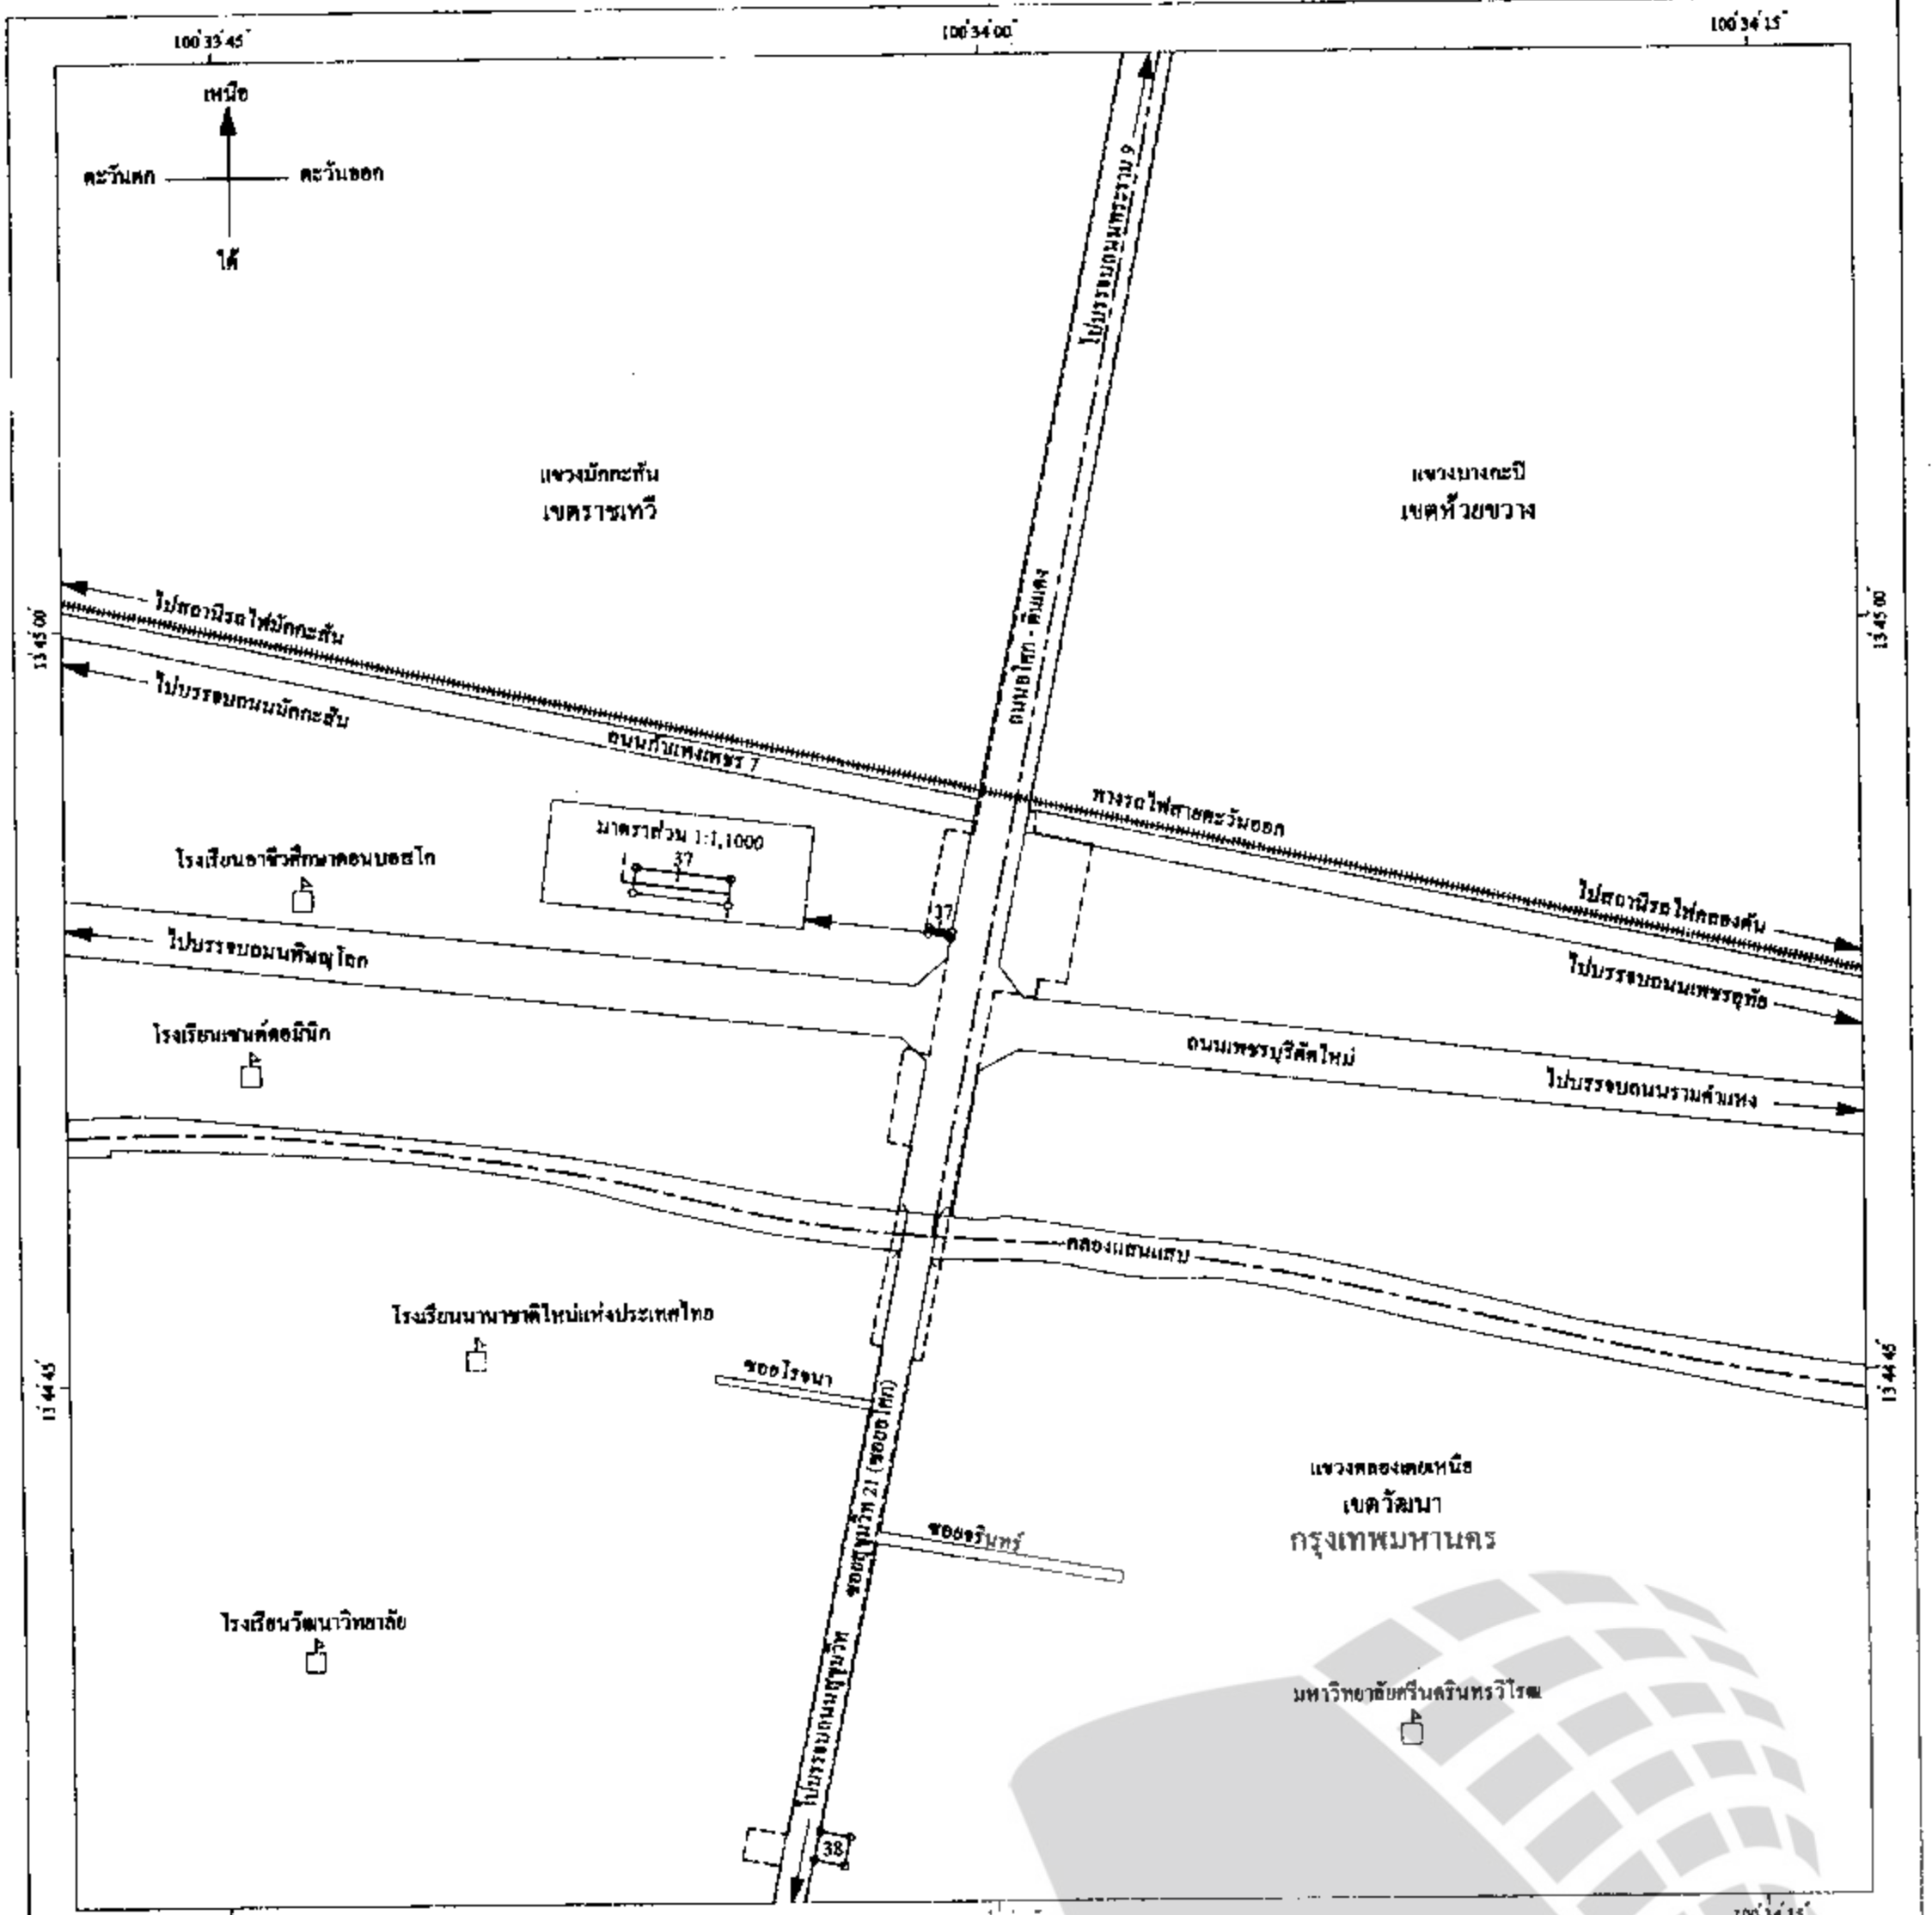 100°33'45"
100°34'00"
100°34'15"
เหนือ
ตะวันตก
ตะวันออก
ใต้
ไปบรรจบถนนพระราม 9
แขวงมักกะสัน
เขตราชเทวี
แขวงบางกะปิ
เขตห้วยขวาง
ถนนอโศก - ดินแดง
13°45'00"
13°45'00"
ไปสถานีรถไฟมักกะสัน
ไปบรรจบถนนมักกะสัน
ถนนกำแพงเพชร 7
ทางรถไฟสายตะวันออก
มาตราส่วน 1:1,1000
37
37
โรงเรียนอาชีวศึกษาดอนบอสโก
ไปสถานีรถไฟคลองตัน
ไปบรรจบถนนพิษณุโลก
ไปบรรจบถนนเพชรอุทัย
โรงเรียนเซนต์ดอมินิก
ถนนเพชรบุรีตัดใหม่
ไปบรรจบถนนรามคำแหง
คลองแสนแสบ
โรงเรียนนานาชาติใหม่แห่งประเทศไทย
ซอยโรจนา
13°44'45"
13°44'45"
ซอยสุขุมวิท 21 (ซอยอโศก)
แขวงคลองเตยเหนือ
เขตวัฒนา
กรุงเทพมหานคร
ซอยจรินทร์
โรงเรียนวัฒนาวิทยาลัย
ไปบรรจบถนนสุขุมวิท
มหาวิทยาลัยศรีนครินทรวิโรฒ
38
100°34'15"